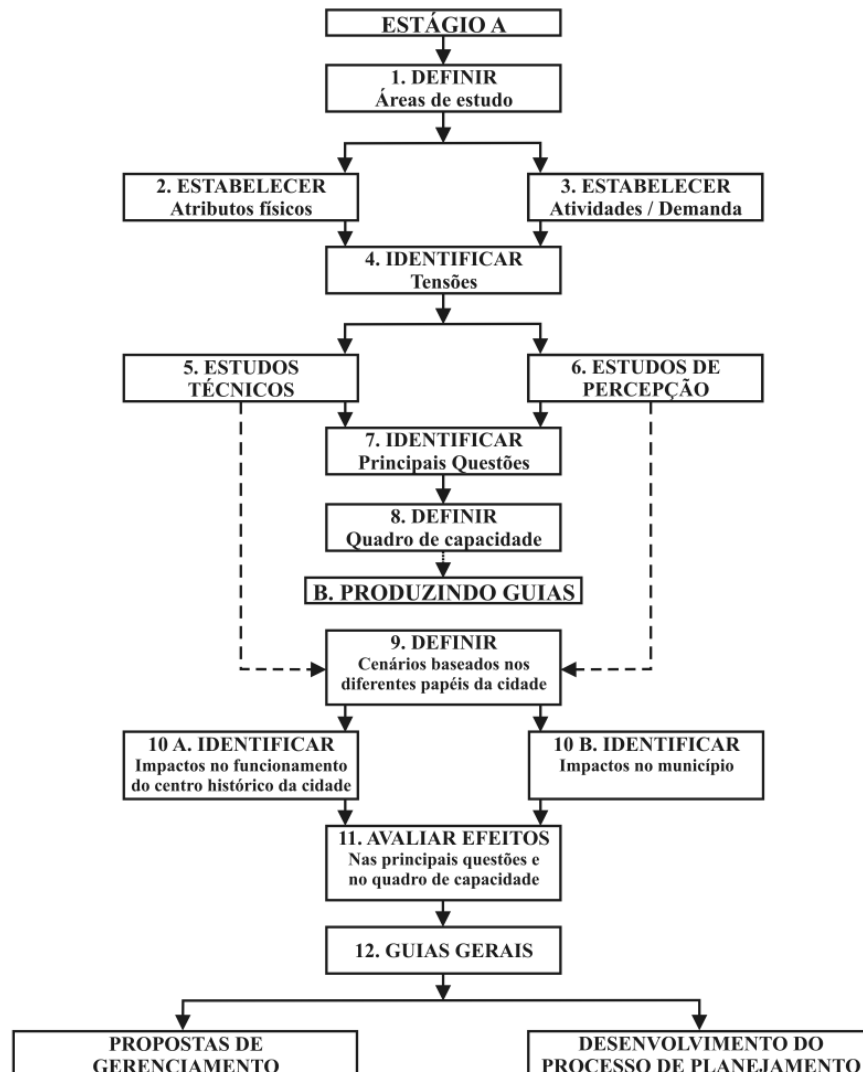 ESTÁGIO A
1. DEFINIR
Áreas de estudo
2. ESTABELECER
Atributos físicos
3. ESTABELECER
Atividades / Demanda
4. IDENTIFICAR
Tensões
5. ESTUDOS
TÉCNICOS
6. ESTUDOS DE
PERCEPÇÃO
7. IDENTIFICAR
Principais Questões
8. DEFINIR
Quadro de capacidade
B. PRODUZINDO GUIAS
9. DEFINIR
Cenários baseados nos
diferentes papéis da cidade
10 A. IDENTIFICAR
Impactos no funcionamento
do centro histórico da cidade
10 B. IDENTIFICAR
Impactos no município
11. AVALIAR EFEITOS
Nas principais questões e
no quadro de capacidade
12. GUIAS GERAIS
PROPOSTAS DE
GERENCIAMENTO
DESENVOLVIMENTO DO
PROCESSO DE PLANEJAMENTO